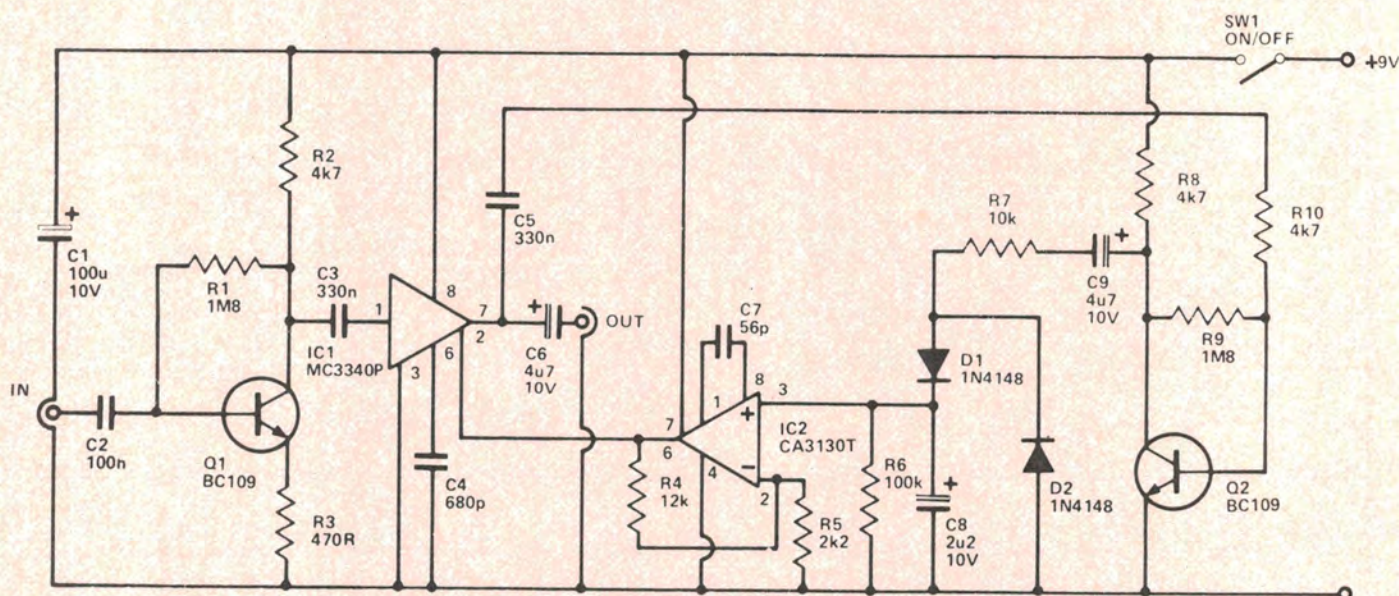 SW1
ON/OFF
+9V
R2
4k7
R8
4k7
R7
10k
R10
4k7
C5
330n
+
C1
100u
10V
R1
1M8
C3
330n
+
C9
4u7
10V
1
8
7
2
6
3
IC1
MC3340P
+
C6
4u7
10V
OUT
C7
56p
R9
1M8
D1
1N4148
IN
C2
100n
Q1
BC109
8
3
1
+
IC2
CA3130T
7
6
4
−
2
C4
680p
R4
12k
R6
100k
+
C8
2u2
10V
D2
1N4148
Q2
BC109
R3
470R
R5
2k2